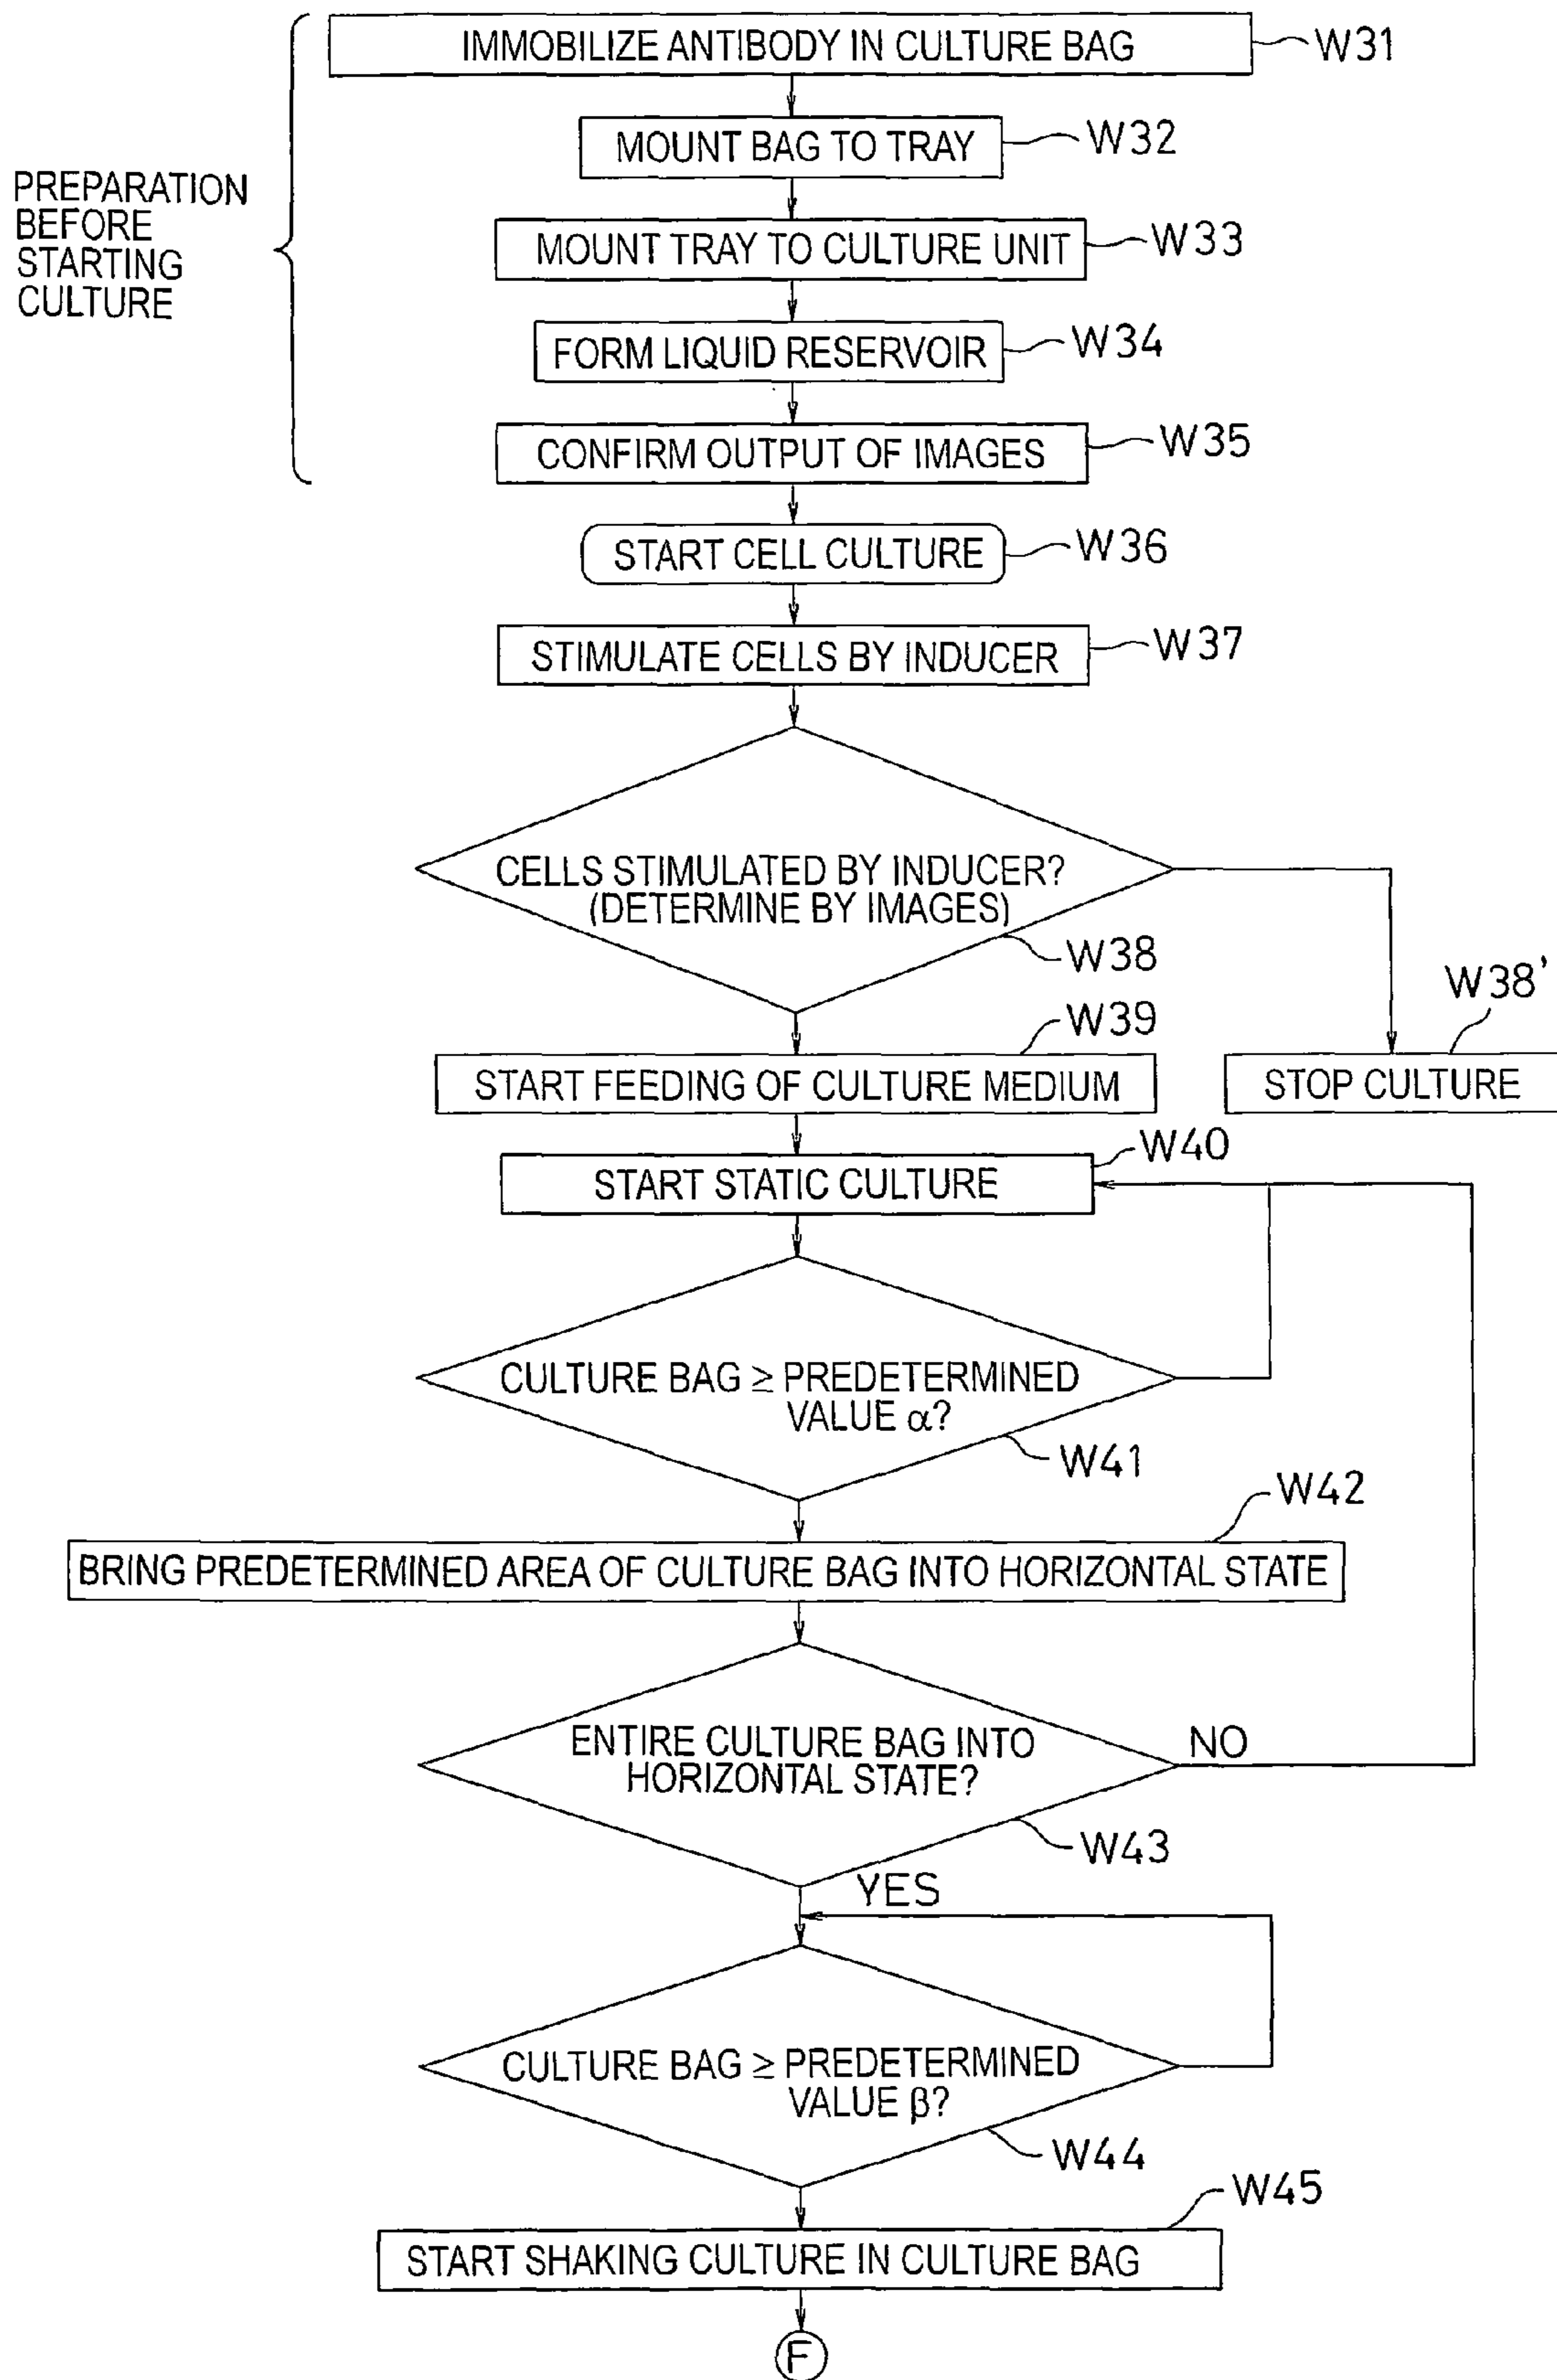 IMMOBILIZE ANTIBODY IN CULTURE BAG
W31
MOUNT BAG TO TRAY
W32
PREPARATION
BEFORE
STARTING
CULTURE
MOUNT TRAY TO CULTURE UNIT
W33
FORM LIQUID RESERVOIR
W34
CONFIRM OUTPUT OF IMAGES
W35
START CELL CULTURE
W36
STIMULATE CELLS BY INDUCER
W37
CELLS STIMULATED BY INDUCER?
(DETERMINE BY IMAGES)
W38
W38'
W39
START FEEDING OF CULTURE MEDIUM
STOP CULTURE
W40
START STATIC CULTURE
CULTURE BAG ≥ PREDETERMINED
VALUE α?
W41
W42
BRING PREDETERMINED AREA OF CULTURE BAG INTO HORIZONTAL STATE
ENTIRE CULTURE BAG INTO
HORIZONTAL STATE?
NO
W43
YES
CULTURE BAG ≥ PREDETERMINED
VALUE β?
W44
W45
START SHAKING CULTURE IN CULTURE BAG
F